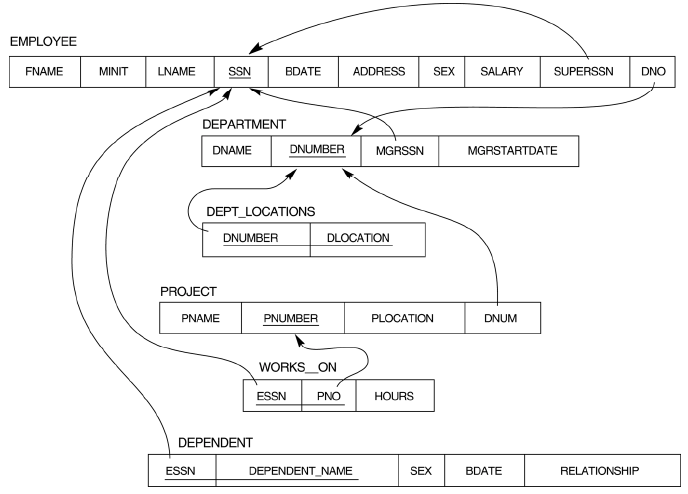 EMPLOYEE
FNAME MINIT LNAME SSN BDATE ADDRESS SEX SALARY SUPERSSN DNO
DEPARTMENT
DNAME DNUMBER MGRSSN MGRSTARTDATE
DEPT_LOCATIONS
DNUMBER DLOCATION
PROJECT
PNAME PNUMBER PLOCATION DNUM
WORKS__ON
ESSN PNO HOURS
DEPENDENT
ESSN DEPENDENT_NAME SEX BDATE RELATIONSHIP